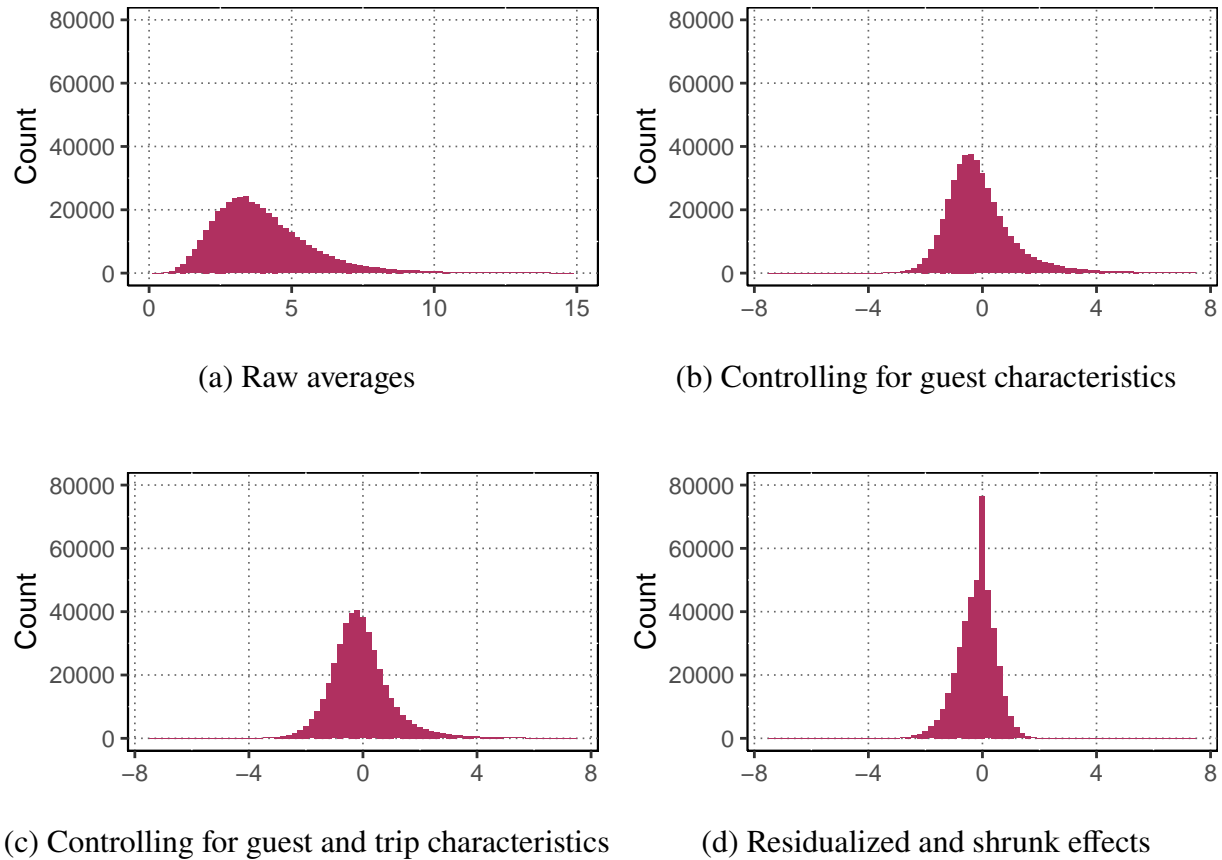 80000
60000
40000
20000
0
Count
0 5 10 15
(a) Raw averages
80000
60000
40000
20000
0
Count
−8 −4 0 4 8
(b) Controlling for guest characteristics
80000
60000
40000
20000
0
Count
−8 −4 0 4 8
(c) Controlling for guest and trip characteristics
80000
60000
40000
20000
0
Count
−8 −4 0 4 8
(d) Residualized and shrunk effects